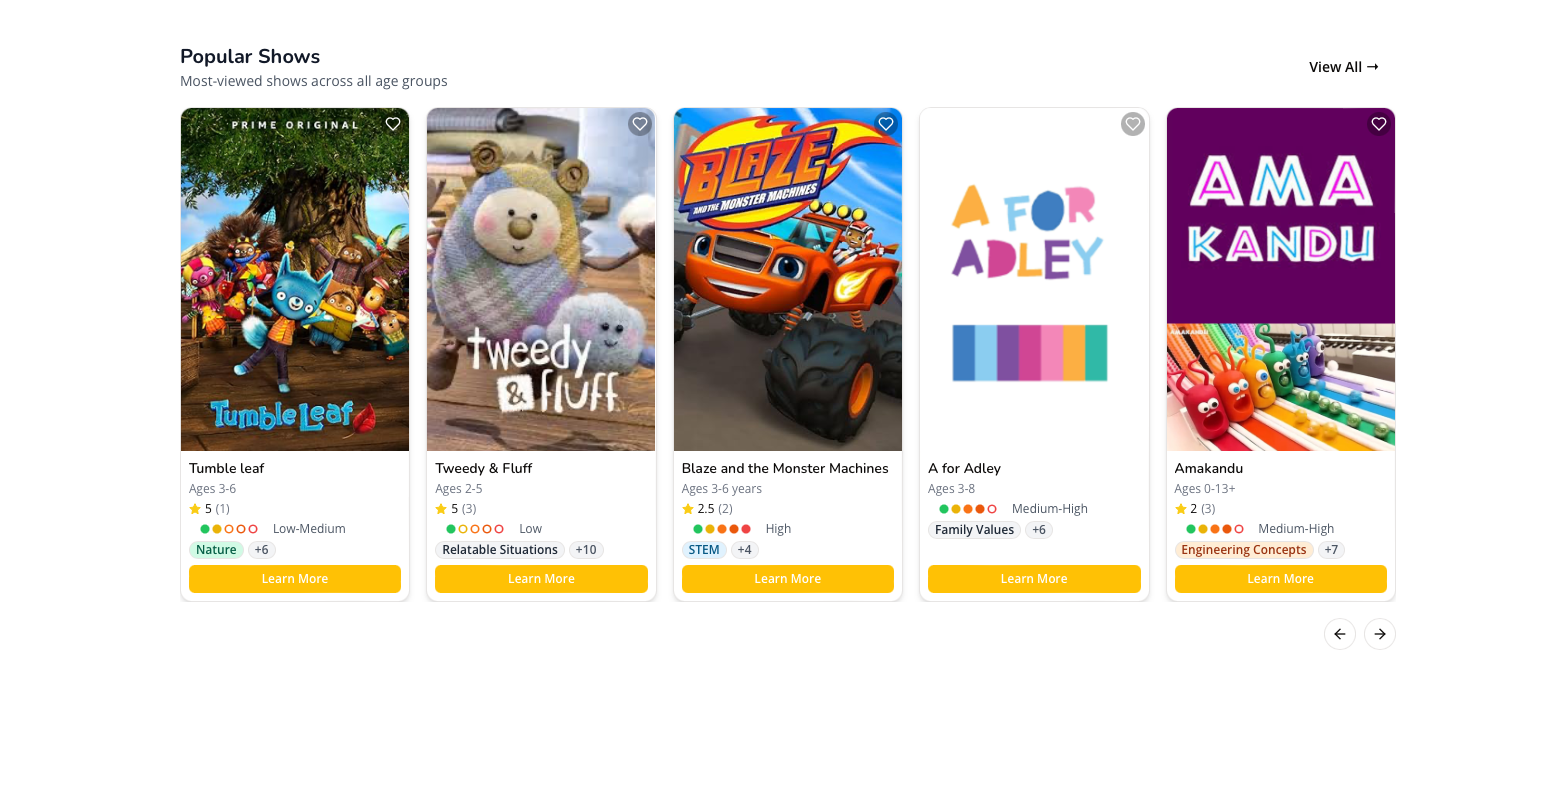 Popular Shows
Most-viewed shows across all age groups
View All →
PRIME ORIGINAL
Tumble Leaf
Tumble leaf
Ages 3-6
5 (1)
Low-Medium
Nature +6
Learn More
tweedy
& fluff
Tweedy & Fluff
Ages 2-5
5 (3)
Low
Relatable Situations +10
Learn More
BLAZE
AND THE MONSTER MACHINES
Blaze and the Monster Machines
Ages 3-6 years
2.5 (2)
High
STEM +4
Learn More
A FOR
ADLEY
A for Adley
Ages 3-8
Medium-High
Family Values +6
Learn More
AMA
KANDU
AMAKANDU
Amakandu
Ages 0-13+
2 (3)
Medium-High
Engineering Concepts +7
Learn More